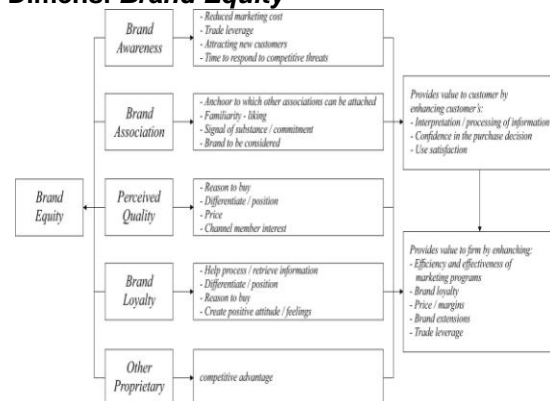 Dimensi Brand Equity
Brand
Awareness
- Reduced marketing cost
- Trade leverage
- Attracting new customers
- Time to respond to competitive threats
Brand
Association
- Anchoor to which other associations can be attached
- Familiarity - liking
- Signal of substance / commitment
- Brand to be considered
Brand
Equity
Perceived
Quality
- Reason to buy
- Differentiate / position
- Price
- Channel member interest
Brand
Loyalty
- Help process / retrieve information
- Differentiate / position
- Reason to buy
- Create positive attitude / feelings
Other
Proprietary
competitive advantage
Provides value to customer by
enhancing customer's:
- Interpretation / processing of information
- Confidence in the purchase decision
- Use satisfaction
Provides value to firm by enhanching:
- Efficiency and effectiveness of
marketing programs
- Brand loyalty
- Price / margins
- Brand extensions
- Trade leverage